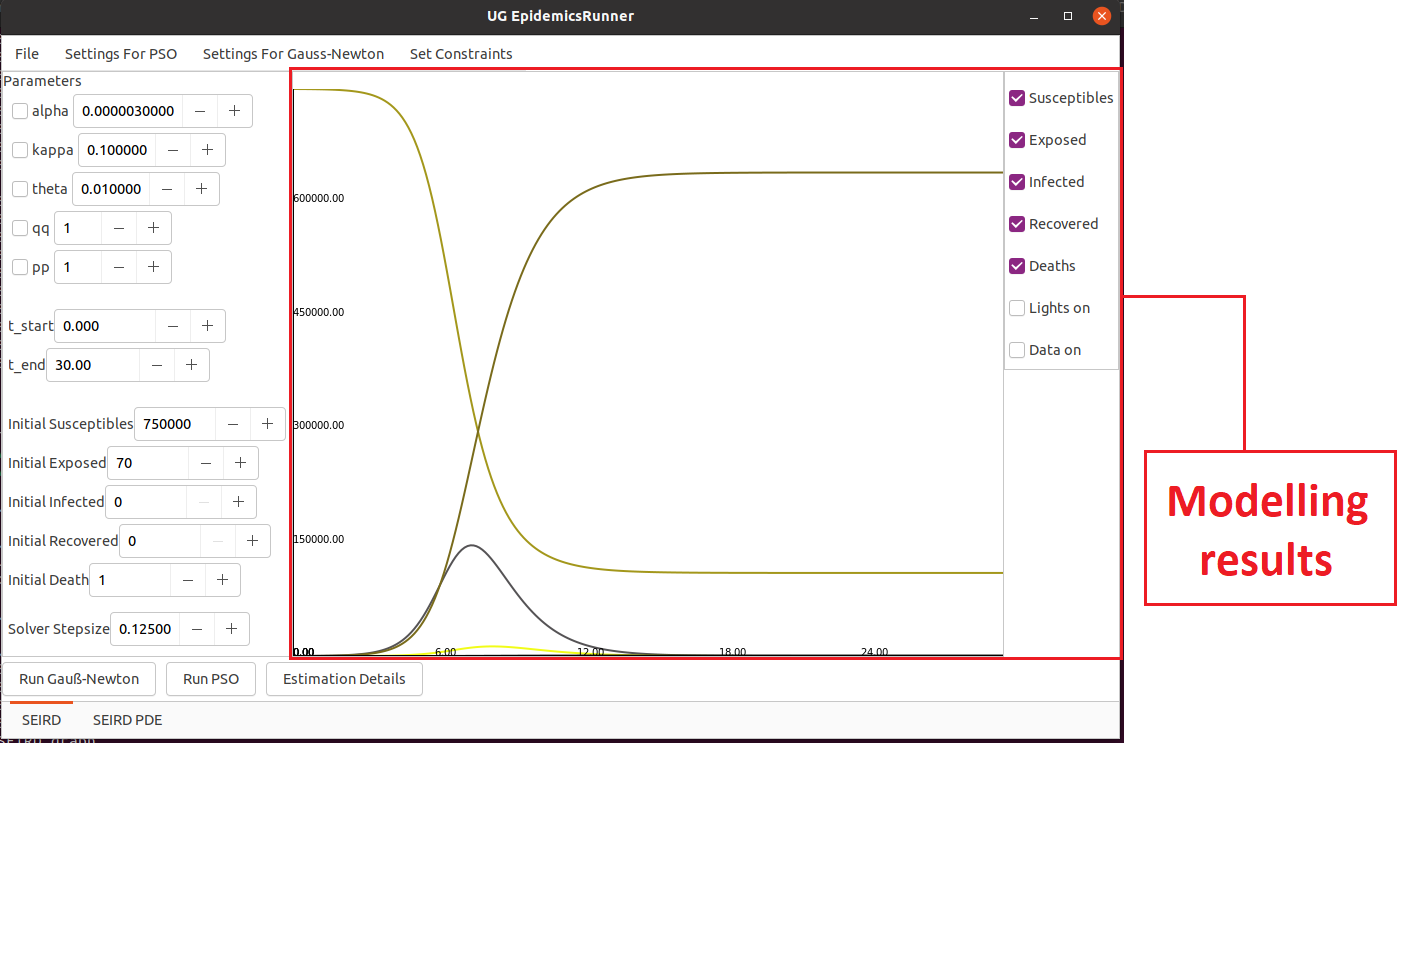 UG EpidemicsRunner
File Settings For PSO Settings For Gauss-Newton Set Constraints
Parameters
alpha 0.0000030000 − +
kappa 0.100000 − +
theta 0.010000 − +
qq 1 − +
pp 1 − +
t_start 0.000 − +
t_end 30.00 − +
Initial Susceptibles 750000 − +
Initial Exposed 70 − +
Initial Infected 0 − +
Initial Recovered 0 − +
Initial Death 1 − +
Solver Stepsize 0.12500 − +
600000.00
450000.00
300000.00
150000.00
0.00 6.00 12.00 18.00 24.00
Susceptibles
Exposed
Infected
Recovered
Deaths
Lights on
Data on
Modelling
results
Run Gauß-Newton Run PSO Estimation Details
SEIRD SEIRD PDE